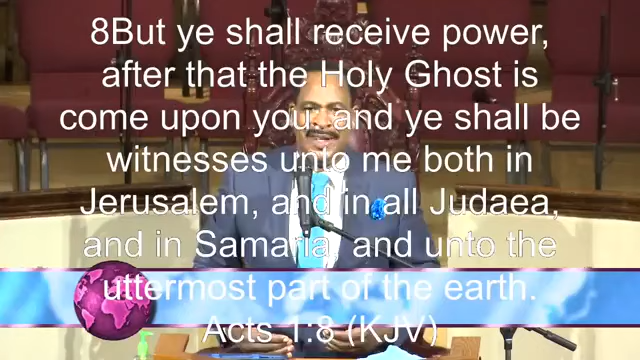 8But ye shall receive power,
after that the Holy Ghost is
come upon you: and ye shall be
witnesses unto me both in
Jerusalem, and in all Judaea,
and in Samaria, and unto the
uttermost part of the earth.
Acts 1:8 (KJV)